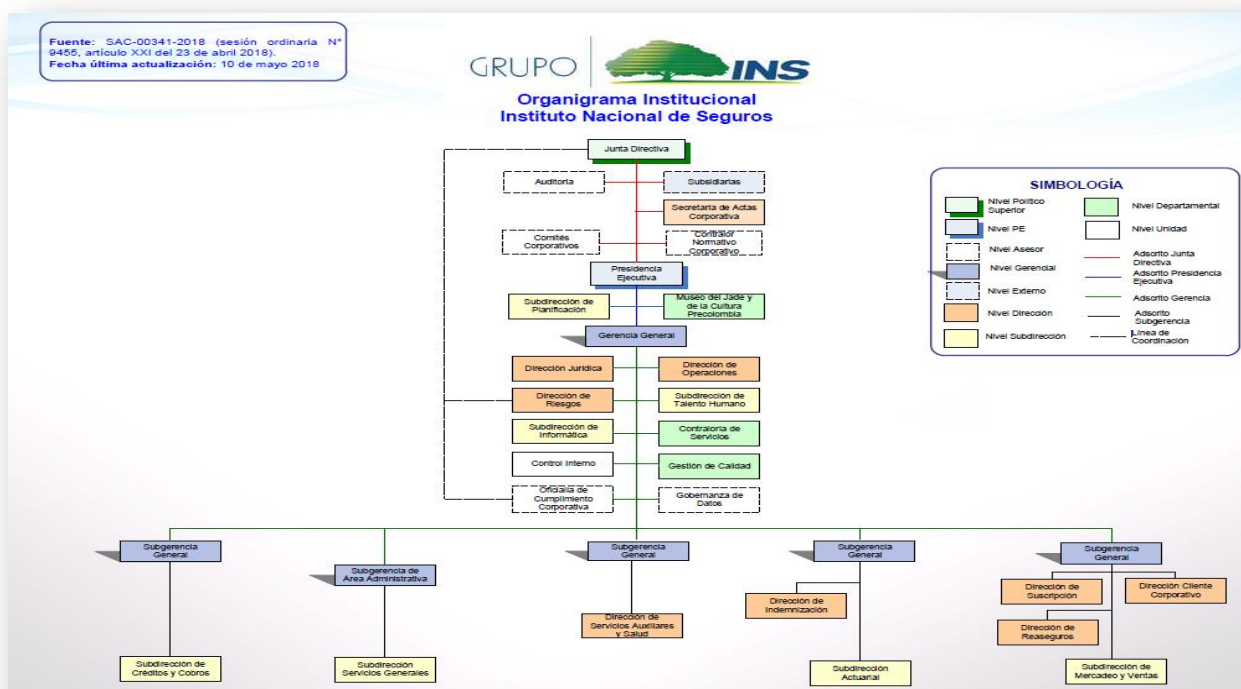 Fuente: SAC-00341-2018 (sesión ordinaria N°
9455, artículo XXI del 23 de abril 2018).
Fecha última actualización: 10 de mayo 2018
GRUPO INS
Organigrama Institucional
Instituto Nacional de Seguros
Junta Directiva
Auditoría
Subsidiarias
Secretaría de Actas
Corporativa
Comités
Corporativos
Contralor
Normativo
Corporativo
Presidencia
Ejecutiva
Subdirección de
Planificación
Museo del Jade y
de la Cultura
Precolombia
Gerencia General
Dirección Jurídica
Dirección de
Operaciones
Dirección de
Riesgos
Subdirección de
Talento Humano
Subdirección de
Informática
Contraloría de
Servicios
Control Interno
Gestión de Calidad
Oficialía de
Cumplimiento
Corporativa
Gobernanza de
Datos
SIMBOLOGÍA
Nivel Político
Superior
Nivel PE
Nivel Asesor
Nivel Gerencial
Nivel Externo
Nivel Dirección
Nivel Subdirección
Nivel Departamental
Nivel Unidad
Adscrito Junta
Directiva
Adscrito Presidencia
Ejecutiva
Adscrito Gerencia
Adscrito
Subgerencia
Línea de
Coordinación
Subgerencia
General
Subgerencia de
Área Administrativa
Subgerencia
General
Subgerencia
General
Subgerencia
General
Dirección de
Servicios Auxiliares
y Salud
Dirección de
Indemnización
Dirección de
Suscripción
Dirección Cliente
Corporativo
Dirección de
Reaseguros
Subdirección de
Créditos y Cobros
Subdirección
Servicios Generales
Subdirección
Actuarial
Subdirección de
Mercadeo y Ventas